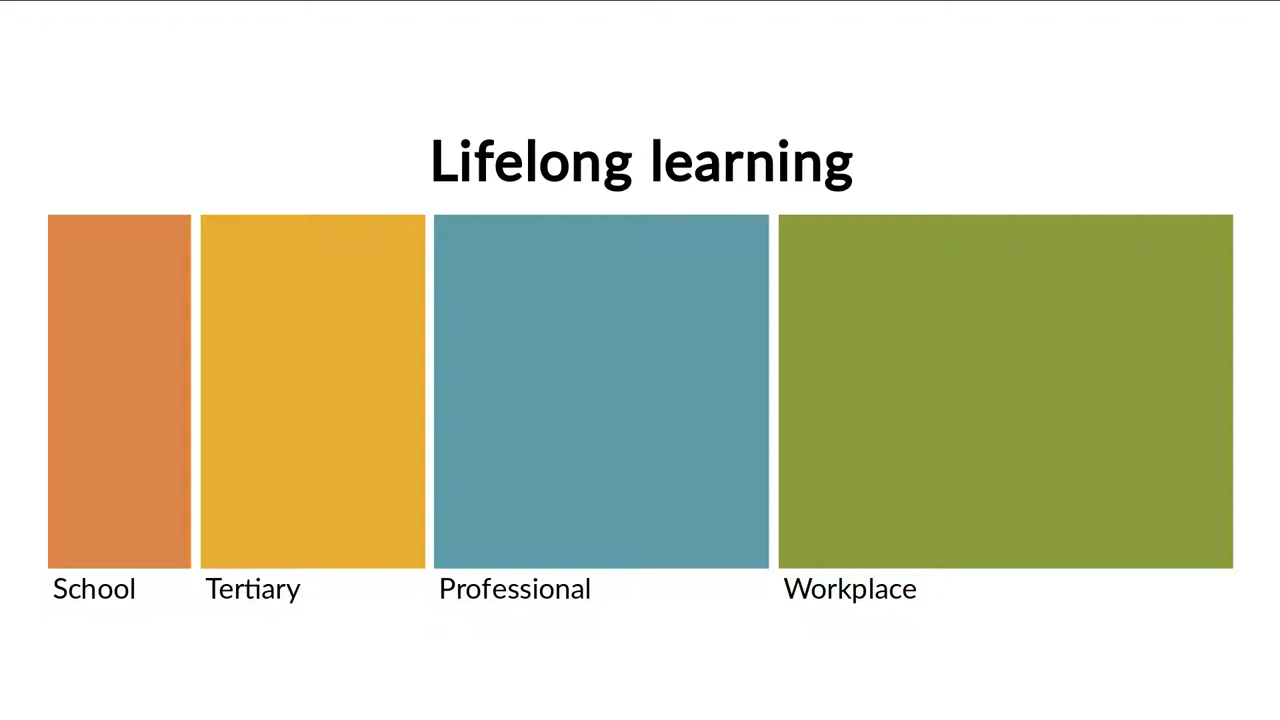 Lifelong learning
School
Tertiary
Professional
Workplace